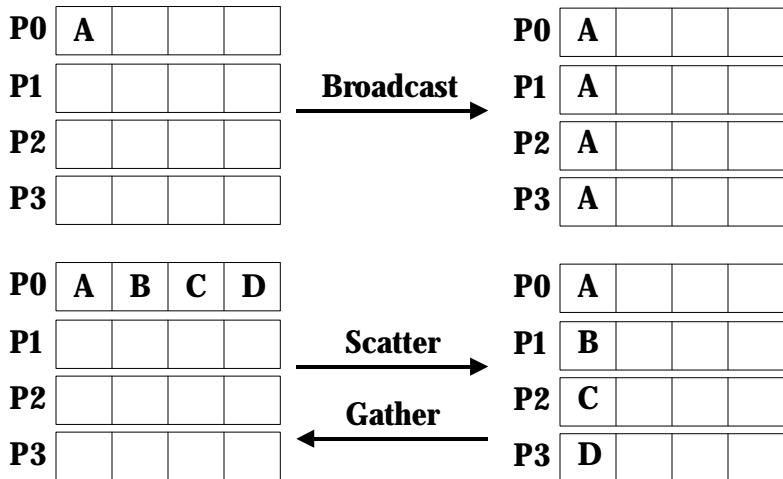 P0 A P0 A
P1 Broadcast P1 A
P2 P2 A
P3 P3 A
P0 A B C D P0 A
P1 Scatter P1 B
P2 Gather P2 C
P3 P3 D